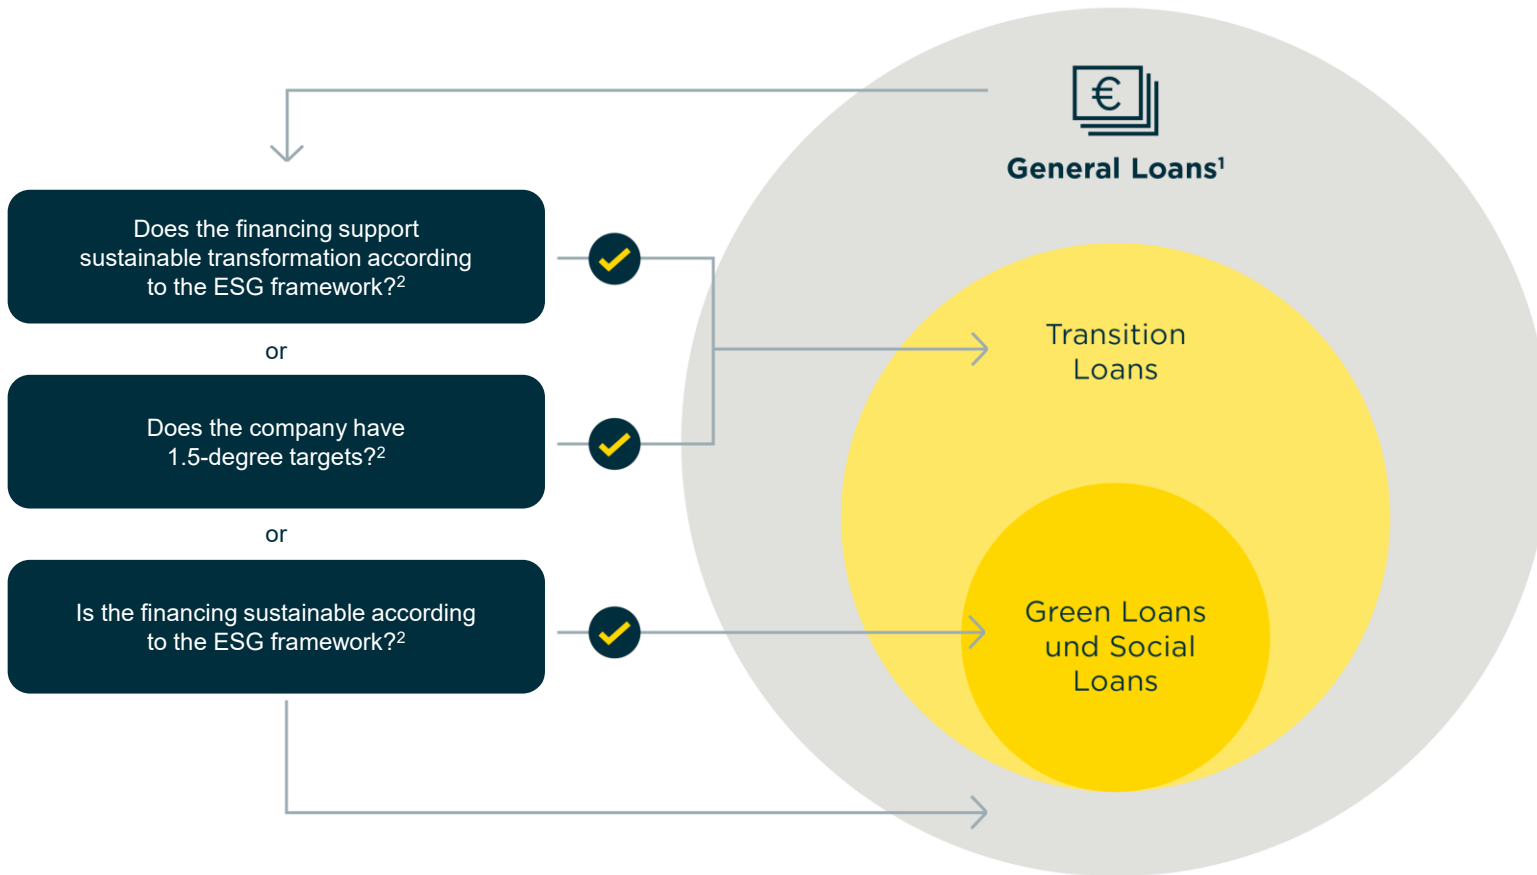 €
General Loans¹
Does the financing support
sustainable transformation according
to the ESG framework?²
or
Does the company have
1.5-degree targets?²
or
Is the financing sustainable according
to the ESG framework?²
Transition
Loans
Green Loans
und Social
Loans